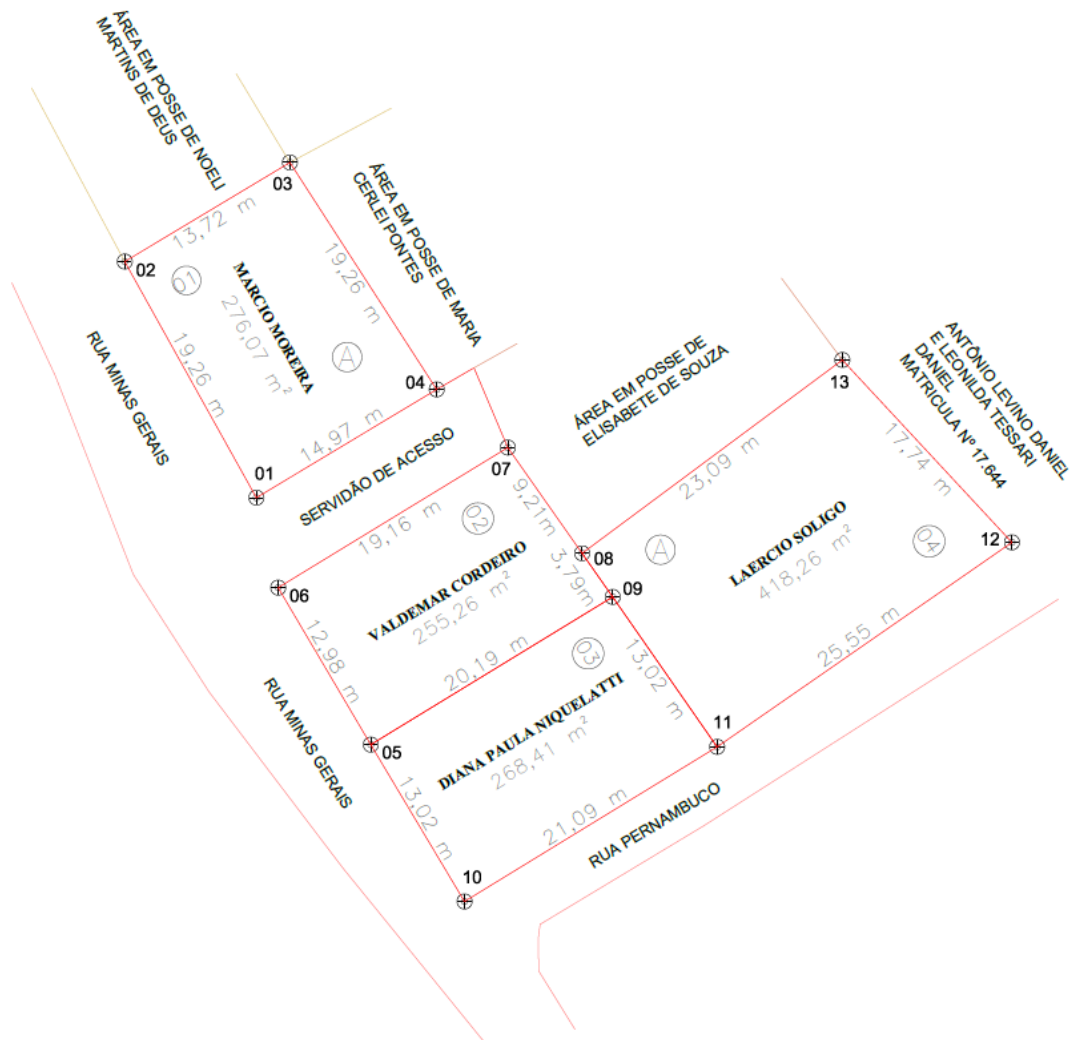 ÁREA EM POSSE DE NOELI
MARTINS DE DEUS
03
13,72 m
02
01
ÁREA EM POSSE DE MARIA
CERLEI PONTES
19,26 m
MARCIO MOREIRA
276,07 m²
A
19,26 m
RUA MINAS GERAIS
04
14,97 m
01
SERVIDÃO DE ACESSO
07
19,16 m
02
9,21m
ÁREA EM POSSE DE
ELISABETE DE SOUZA
13
ANTÔNIO LEVINO DANIEL
E LEONILDA TESSARI
DANIEL
MATRICULA Nº 17.644
17,74 m
23,09 m
08
A
LAERCIO SOLIGO
418,26 m²
04
12
3,79m
09
06
VALDEMAR CORDEIRO
255,26 m²
12,98 m
20,19 m
03
13,02 m
25,55 m
RUA MINAS GERAIS
05
DIANA PAULA NIQUELATTI
268,41 m²
11
13,02 m
21,09 m
RUA PERNAMBUCO
10